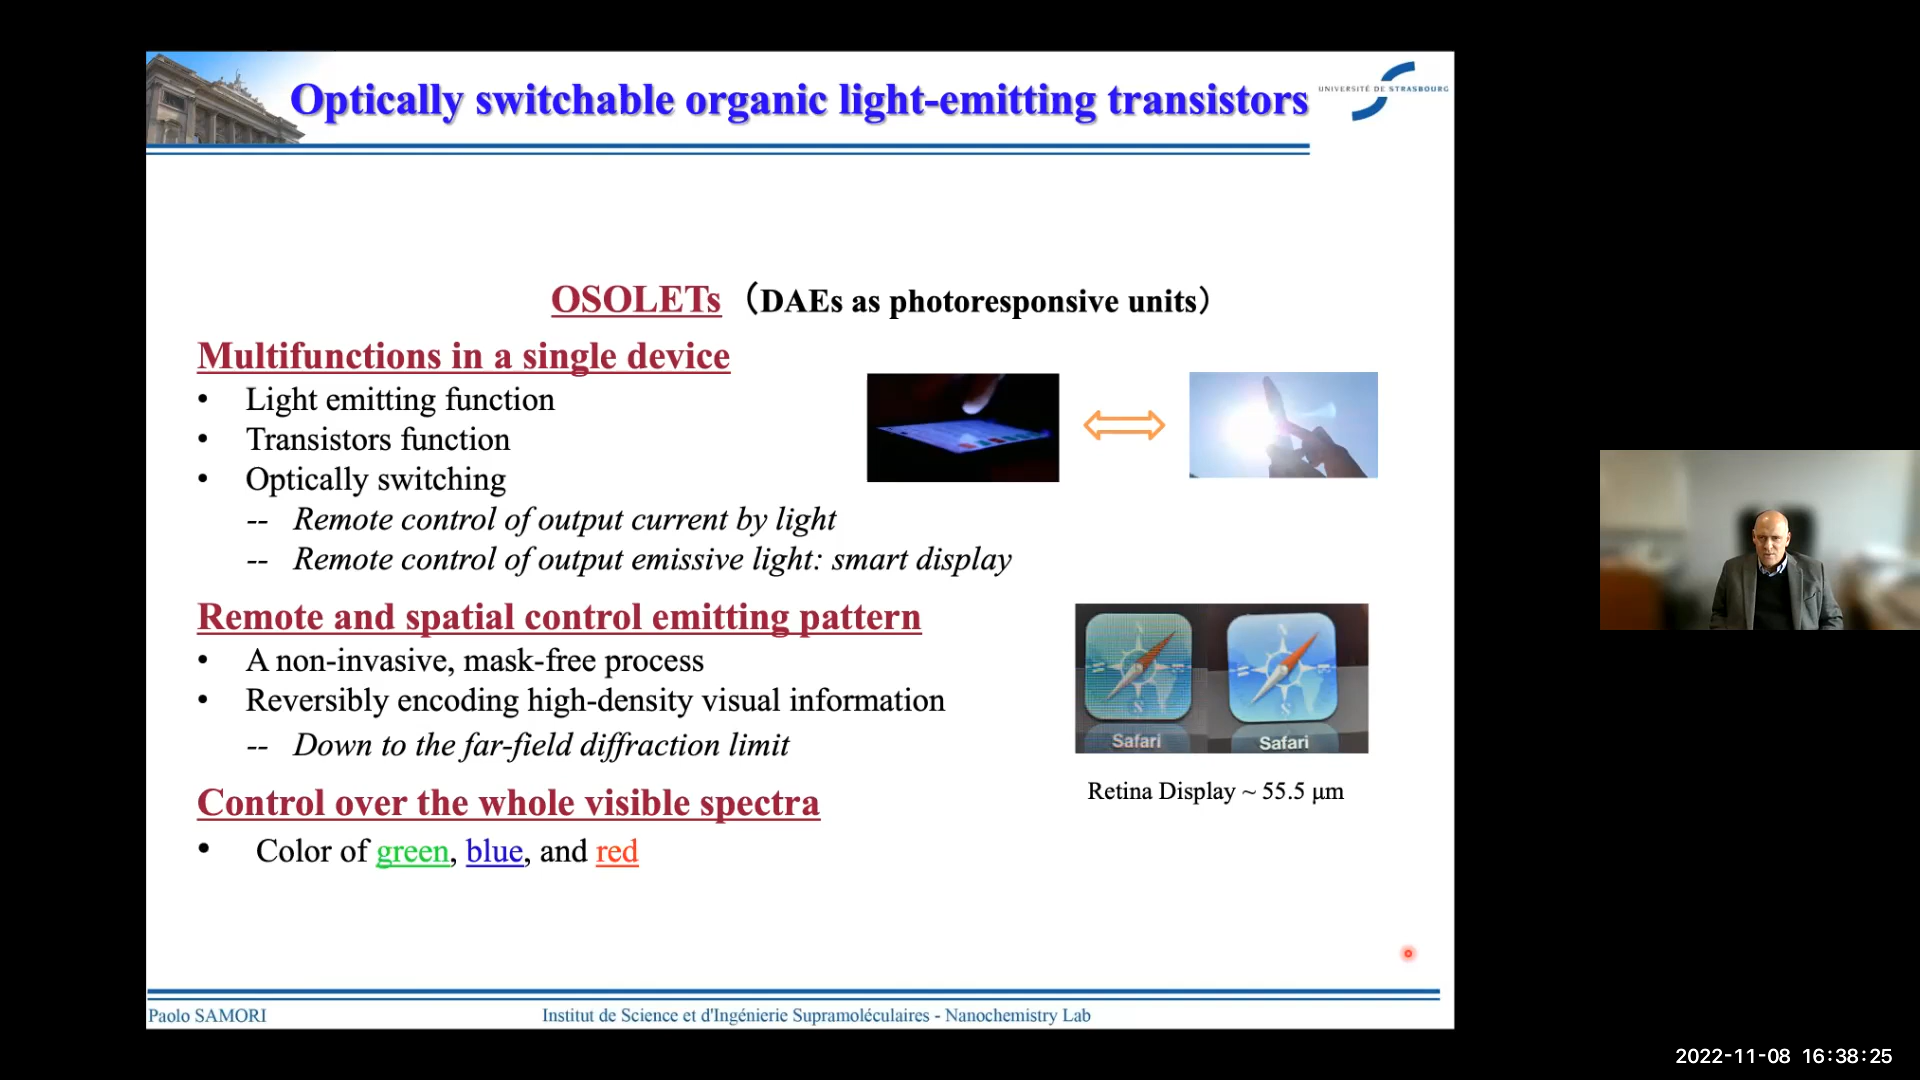 Optically switchable organic light-emitting transistors
UNIVERSITÉ DE STRASBOURG
OSOLETs (DAEs as photoresponsive units)
Multifunctions in a single device
• Light emitting function
• Transistors function
• Optically switching
-- Remote control of output current by light
-- Remote control of output emissive light: smart display
Remote and spatial control emitting pattern
• A non-invasive, mask-free process
• Reversibly encoding high-density visual information
-- Down to the far-field diffraction limit
Safari Safari
Retina Display ~ 55.5 μm
Control over the whole visible spectra
• Color of green, blue, and red
Paolo SAMORI
Institut de Science et d'Ingénierie Supramoléculaires - Nanochemistry Lab
2022-11-08 16:38:25